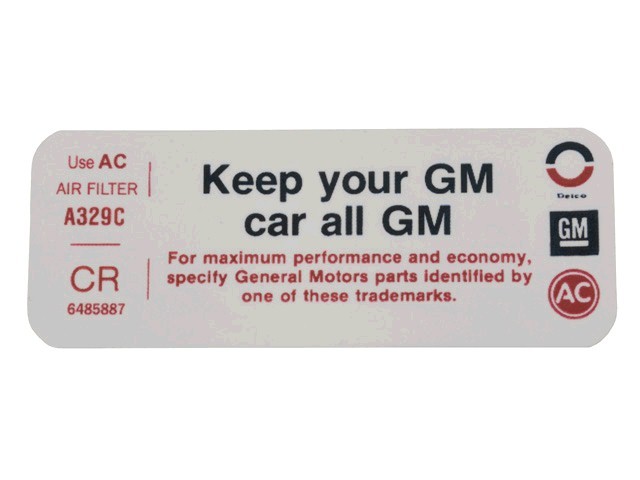 Use AC
AIR FILTER
A329C
CR
6485887
Keep your GM
car all GM
For maximum performance and economy,
specify General Motors parts identified by
one of these trademarks.
Delco
GM
AC